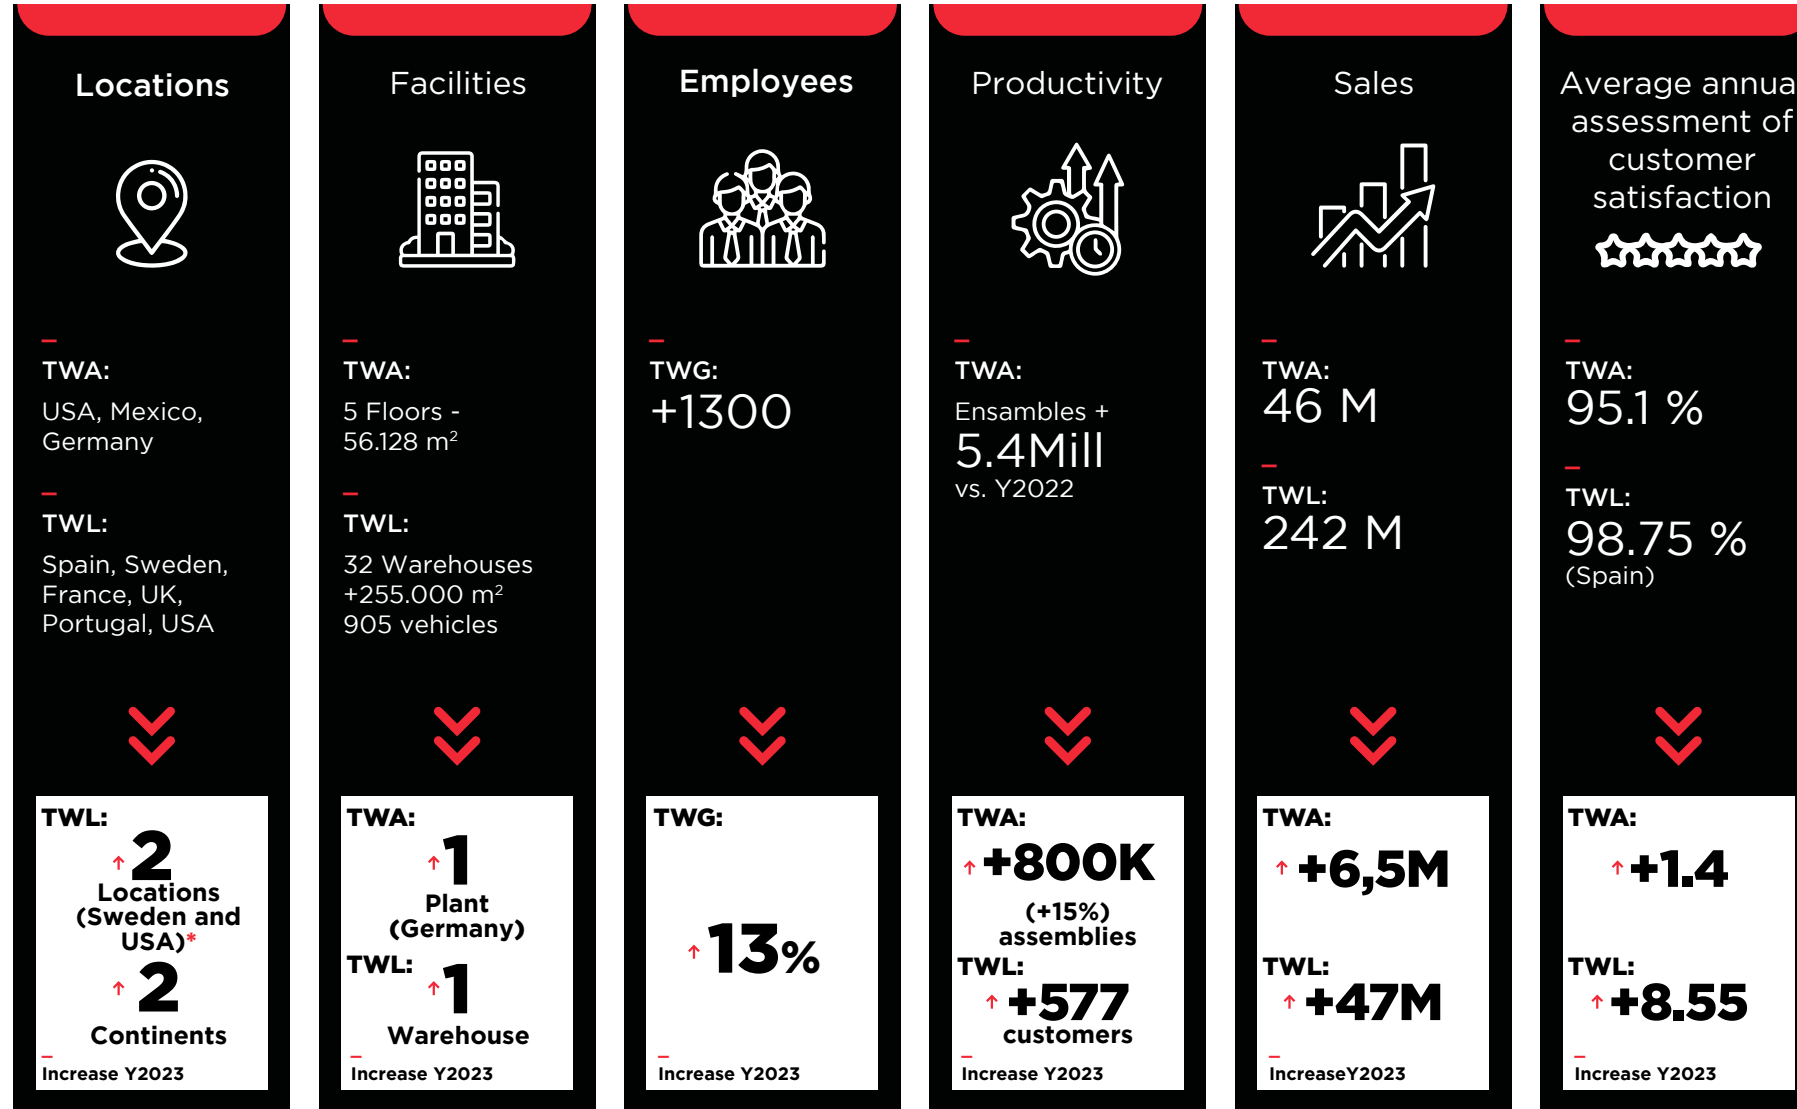 Locations
TWA:
USA, Mexico,
Germany
TWL:
Spain, Sweden,
France, UK,
Portugal, USA
TWL:
↑ 2
Locations
(Sweden and
USA)*
↑ 2
Continents
Increase Y2023
Facilities
TWA:
5 Floors -
56.128 m²
TWL:
32 Warehouses
+255.000 m²
905 vehicles
TWA:
↑ 1
Plant
(Germany)
TWL:
↑ 1
Warehouse
Increase Y2023
Employees
TWG:
+1300
TWG:
↑ 13%
Increase Y2023
Productivity
TWA:
Ensambles +
5.4Mill
vs. Y2022
TWA:
↑ +800K
(+15%)
assemblies
TWL:
↑ +577
customers
Increase Y2023
Sales
TWA:
46 M
TWL:
242 M
TWA:
↑ +6,5M
TWL:
↑ +47M
IncreaseY2023
Average annua
assessment of
customer
satisfaction
TWA:
95.1 %
TWL:
98.75 %
(Spain)
TWA:
↑ +1.4
TWL:
↑ +8.55
Increase Y2023